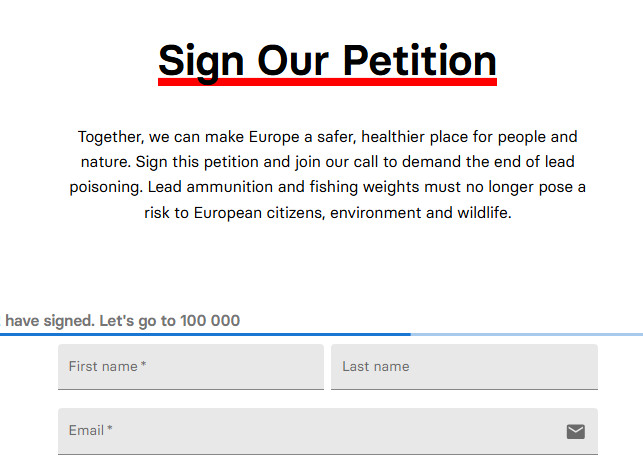 Sign Our Petition
Together, we can make Europe a safer, healthier place for people and
nature. Sign this petition and join our call to demand the end of lead
poisoning. Lead ammunition and fishing weights must no longer pose a
risk to European citizens, environment and wildlife.
have signed. Let's go to 100 000
First name *
Last name
Email *